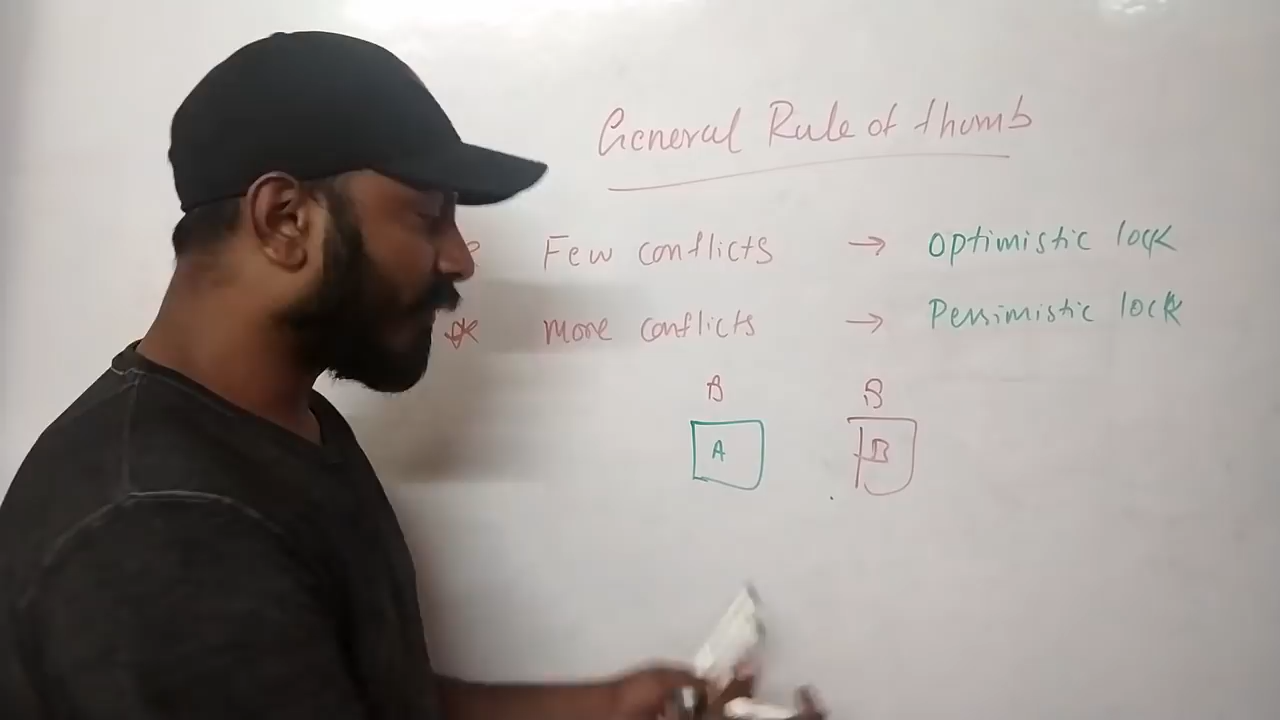 General Rule of thumb
Few conflicts → Optimistic lock
* More conflicts → Pessimistic lock
B B
A B